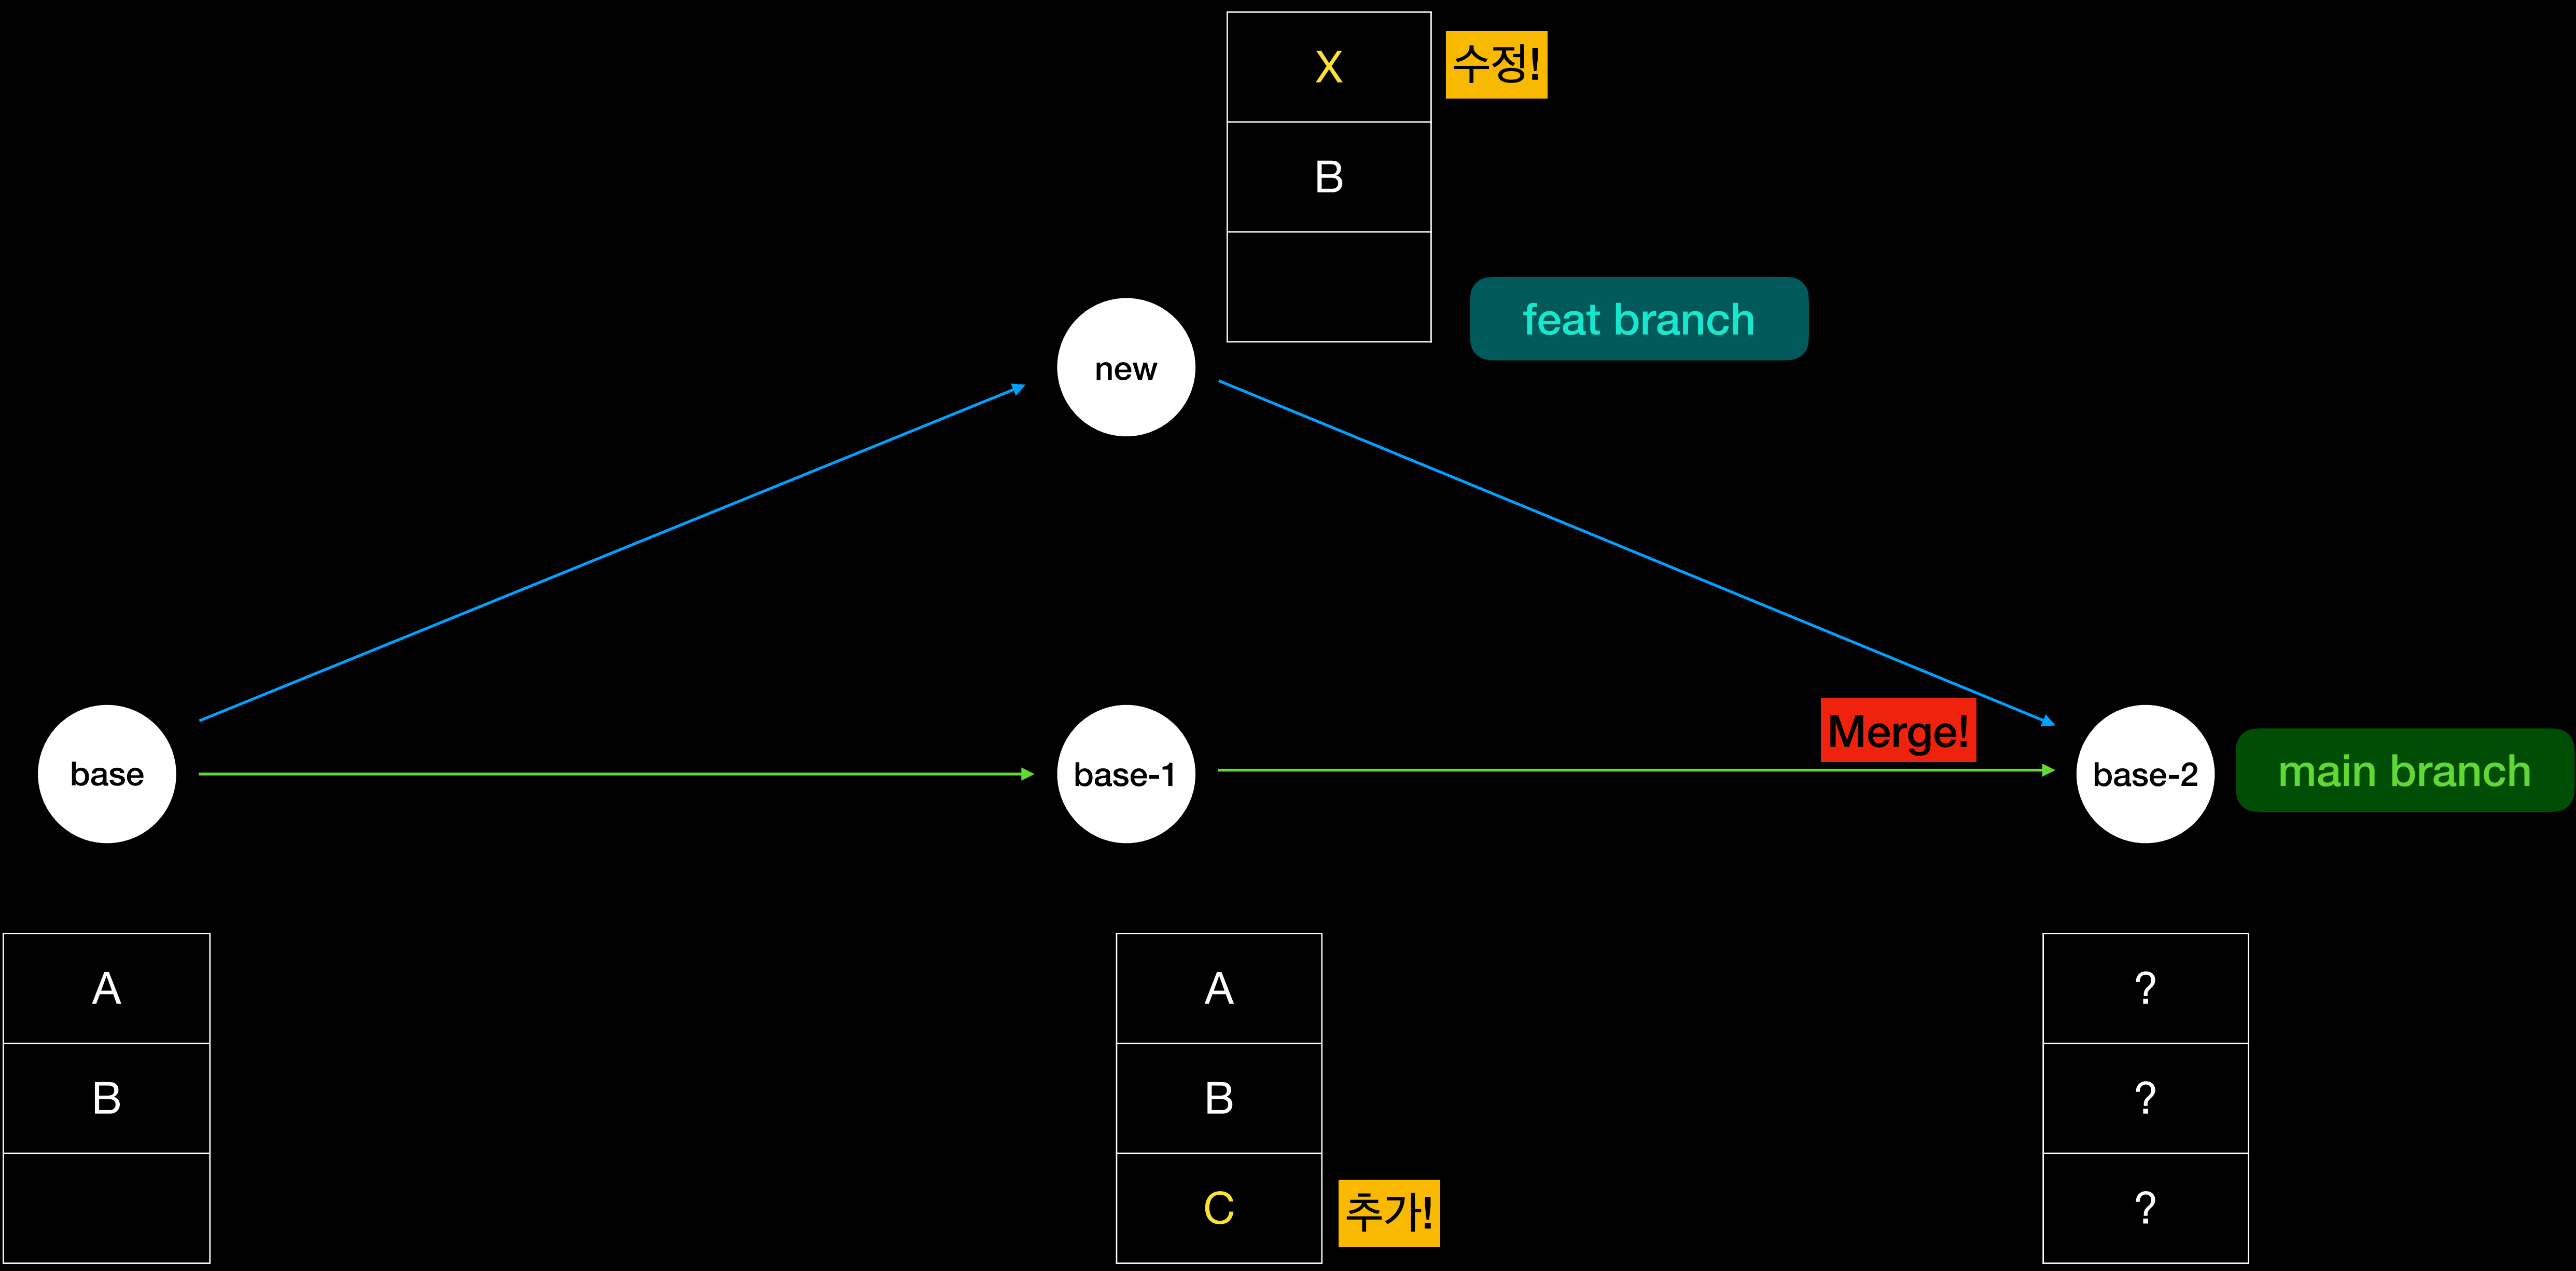 X
수정!
B
feat branch
new
Merge!
base
base-1
base-2
main branch
A
B
A
B
C
추가!
?
?
?